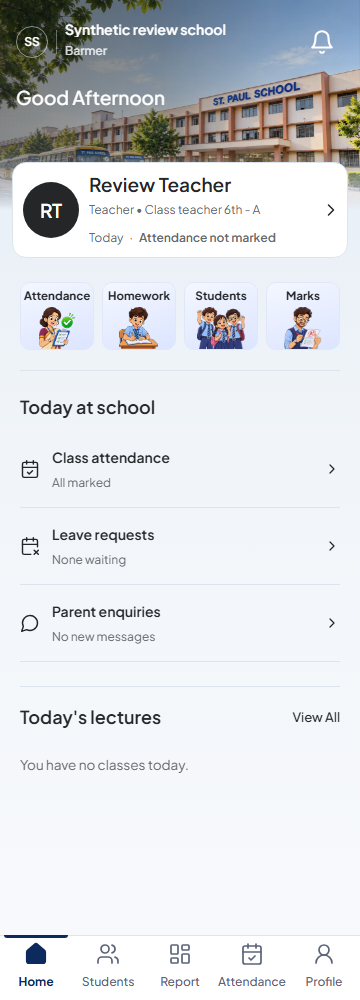 SS
Synthetic review school
Barmer
Good Afternoon
ST. PAUL SCHOOL
RT
Review Teacher
Teacher • Class teacher 6th - A
Today · Attendance not marked
Attendance
Homework
Students
Marks
Today at school
Class attendance
All marked
Leave requests
None waiting
Parent enquiries
No new messages
Today's lectures
View All
You have no classes today.
Home
Students
Report
Attendance
Profile